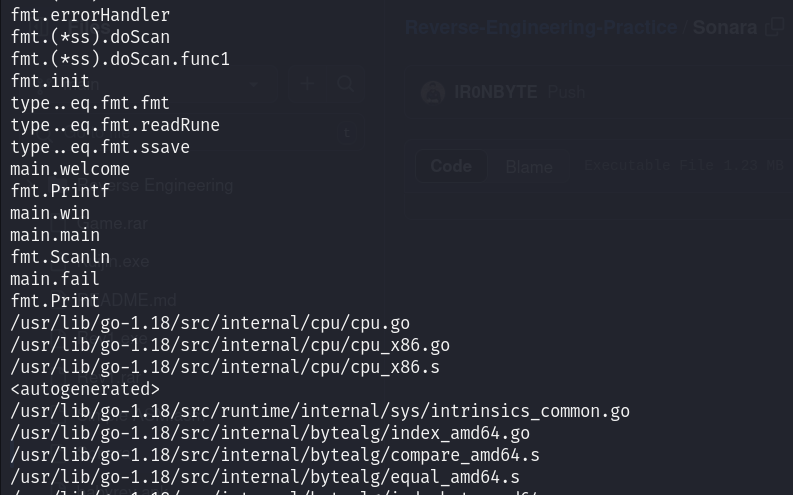 fmt.errorHandler
fmt.(*ss).doScan
fmt.(*ss).doScan.func1
fmt.init
type..eq.fmt.fmt
type..eq.fmt.readRune
type..eq.fmt.ssave
main.welcome
fmt.Printf
main.win
main.main
fmt.Scanln
main.fail
fmt.Print
/usr/lib/go-1.18/src/internal/cpu/cpu.go
/usr/lib/go-1.18/src/internal/cpu/cpu_x86.go
/usr/lib/go-1.18/src/internal/cpu/cpu_x86.s
<autogenerated>
/usr/lib/go-1.18/src/runtime/internal/sys/intrinsics_common.go
/usr/lib/go-1.18/src/internal/bytealg/index_amd64.go
/usr/lib/go-1.18/src/internal/bytealg/compare_amd64.s
/usr/lib/go-1.18/src/internal/bytealg/equal_amd64.s
Reverse-Engineering-Practice / Sonara
IR0NBYTE Push
Code Blame Executable File 1.23 MB
Engineering
README.md